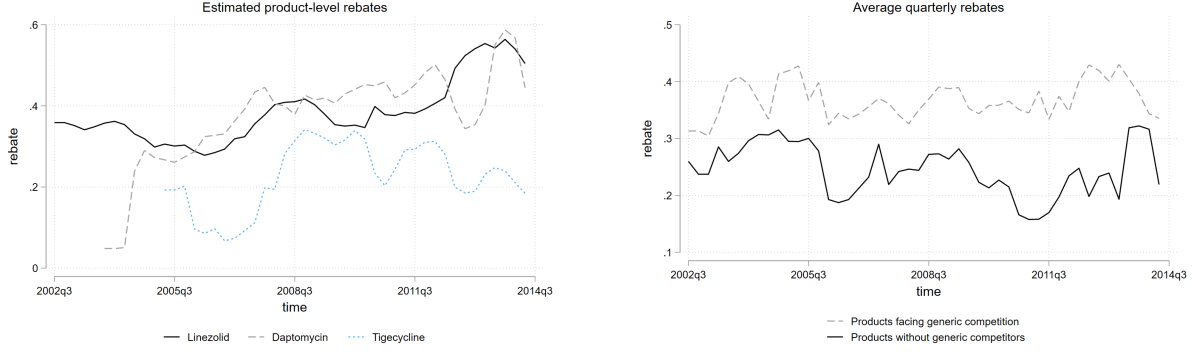 Estimated product-level rebates
.6
.4
.2
0
rebate
2002q3 2005q3 2008q3 2011q3 2014q3
time
Linezolid Daptomycin Tigecycline
Average quarterly rebates
.5
.4
.3
.2
.1
rebate
2002q3 2005q3 2008q3 2011q3 2014q3
time
Products facing generic competition
Products without generic competitors